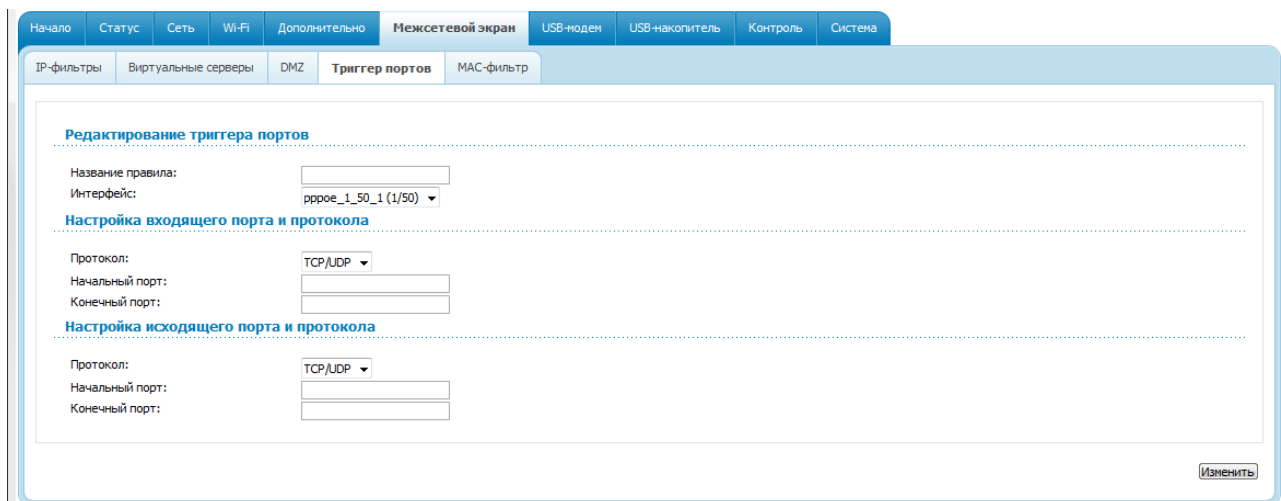 Начало Статус Сеть Wi-Fi Дополнительно Межсетевой экран USB-модем USB-накопитель Контроль Система
IP-фильтры Виртуальные серверы DMZ Триггер портов MAC-фильтр
Редактирование триггера портов
Название правила:
Интерфейс: pppoe_1_50_1 (1/50)
Настройка входящего порта и протокола
Протокол: TCP/UDP
Начальный порт:
Конечный порт:
Настройка исходящего порта и протокола
Протокол: TCP/UDP
Начальный порт:
Конечный порт:
Изменить